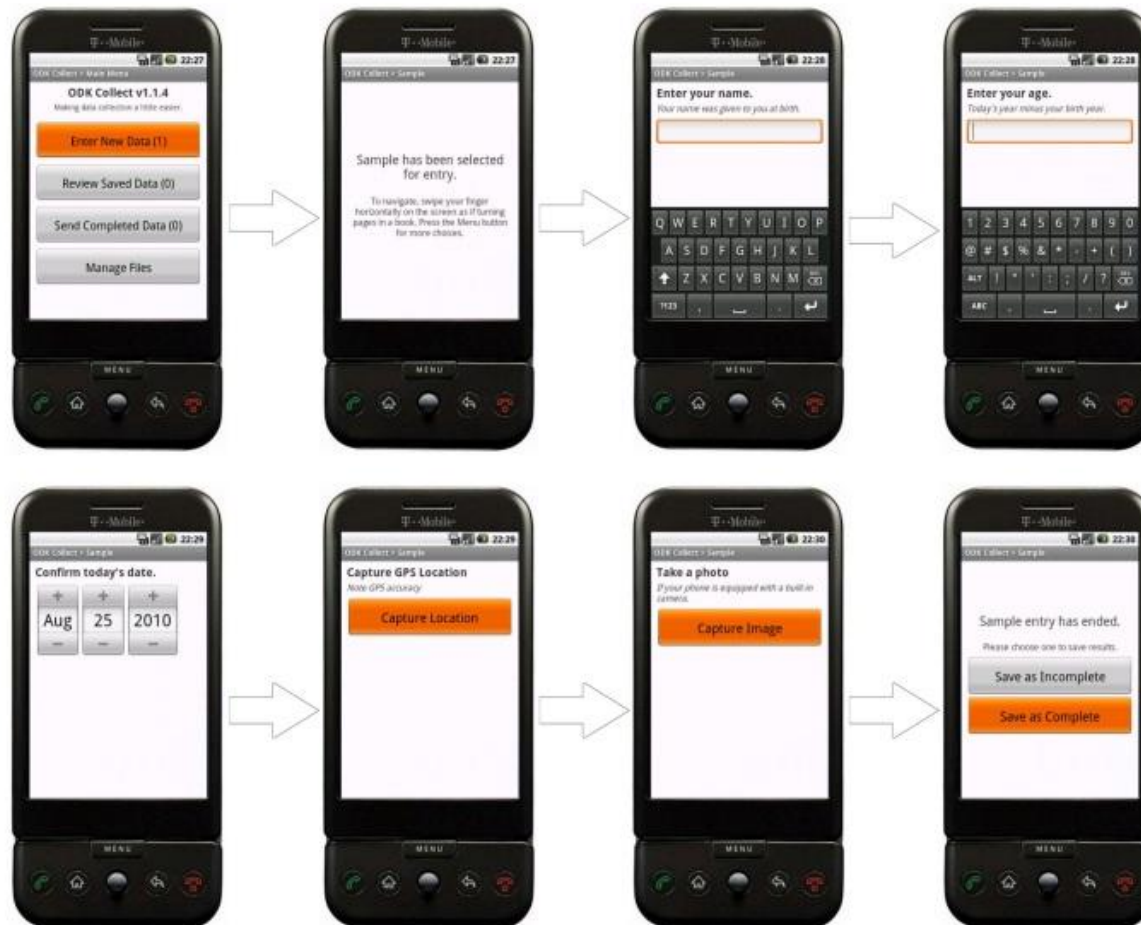 T··Mobile·
22:27
ODK Collect > Main Menu
ODK Collect v1.1.4
Making data collection a little easier.
Enter New Data (1)
Review Saved Data (0)
Send Completed Data (0)
Manage Files
MENU
T··Mobile·
22:27
ODK Collect > Sample
Sample has been selected
for entry.
To navigate, swipe your finger
horizontally on the screen as if turning
pages in a book. Press the Menu button
for more choices.
MENU
T··Mobile·
22:28
ODK Collect > Sample
Enter your name.
Your name was given to you at birth.
Q W E R T Y U I O P
A S D F G H J K L
Z X C V B N M DEL
?123 , .
MENU
T··Mobile·
22:28
ODK Collect > Sample
Enter your age.
Today's year minus your birth year.
1 2 3 4 5 6 7 8 9 0
@ # $ % & * - + ( )
ALT ! " ' : ; / ? DEL
ABC , .
MENU
T··Mobile·
22:29
ODK Collect > Sample
Confirm today's date.
+ + +
Aug 25 2010
− − −
MENU
T··Mobile·
22:29
ODK Collect > Sample
Capture GPS Location
Note GPS accuracy
Capture Location
MENU
T··Mobile·
22:30
ODK Collect > Sample
Take a photo
If your phone is equipped with a built-in
camera.
Capture Image
MENU
T··Mobile·
22:30
ODK Collect > Sample
Sample entry has ended.
Please choose one to save results.
Save as Incomplete
Save as Complete
MENU